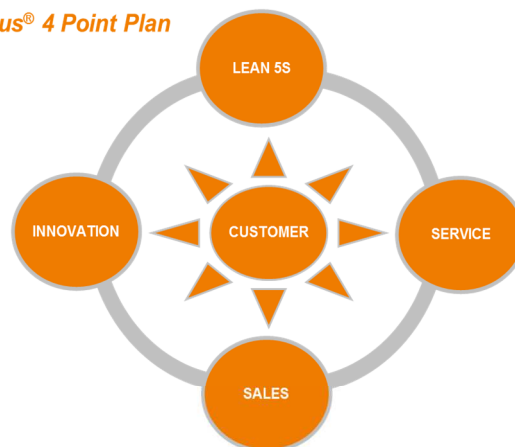 us® 4 Point Plan
LEAN 5S
INNOVATION
CUSTOMER
SERVICE
SALES